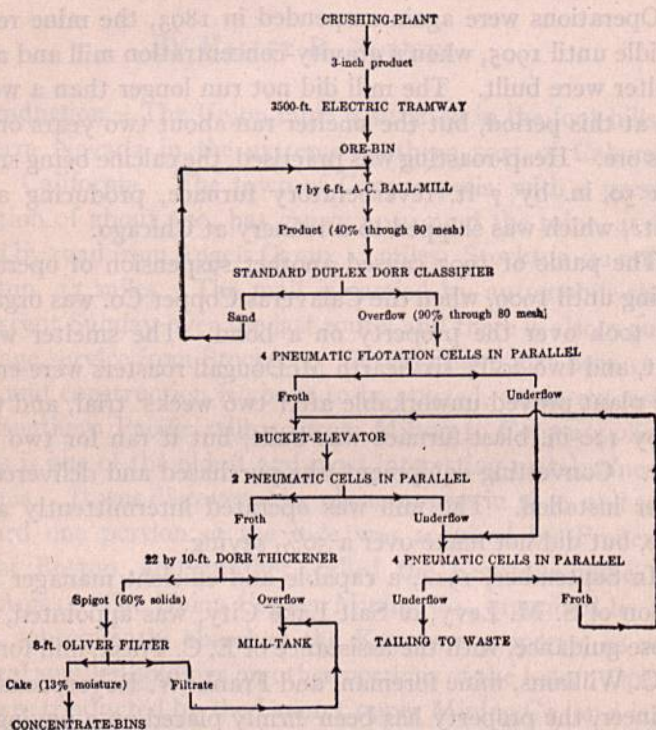 CRUSHING-PLANT
3-inch product
3500-ft. ELECTRIC TRAMWAY
ORE-BIN
7 by 6-ft. A-C. BALL-MILL
Product (40% through 80 mesh)
STANDARD DUPLEX DORR CLASSIFIER
Sand
Overflow (90% through 80 mesh)
4 PNEUMATIC FLOTATION CELLS IN PARALLEL
Froth Underflow
BUCKET-ELEVATOR
2 PNEUMATIC CELLS IN PARALLEL
Froth Underflow
22 by 10-ft. DORR THICKENER 4 PNEUMATIC CELLS IN PARALLEL
Spigot (60% solids) Overflow Underflow Froth
8-ft. OLIVER FILTER MILL-TANK TAILING TO WASTE
Cake (13% moisture) Filtrate
CONCENTRATE-BINS